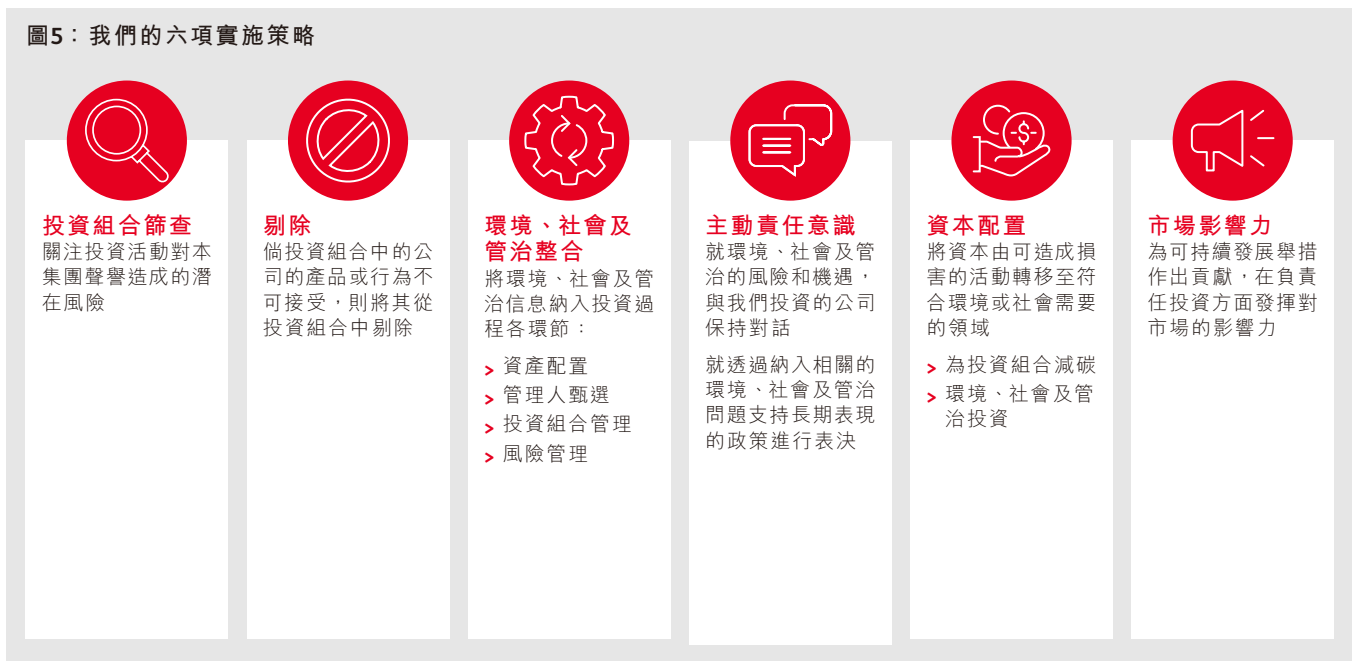 圖5：我們的六項實施策略
投資組合篩查
關注投資活動對本
集團聲譽造成的潛
在風險
剔除
倘投資組合中的公
司的產品或行為不
可接受，則將其從
投資組合中剔除
環境、社會及
管治整合
將環境、社會及管
治信息納入投資過
程各環節：
> 資產配置
> 管理人甄選
> 投資組合管理
> 風險管理
主動責任意識
就環境、社會及管
治的風險和機遇，
與我們投資的公司
保持對話
就透過納入相關的
環境、社會及管治
問題支持長期表現
的政策進行表決
-$-
資本配置
將資本由可造成損
害的活動轉移至符
合環境或社會需要
的領域
> 為投資組合減碳
> 環境、社會及管
治投資
市場影響力
為可持續發展舉措
作出貢獻，在負責
任投資方面發揮對
市場的影響力